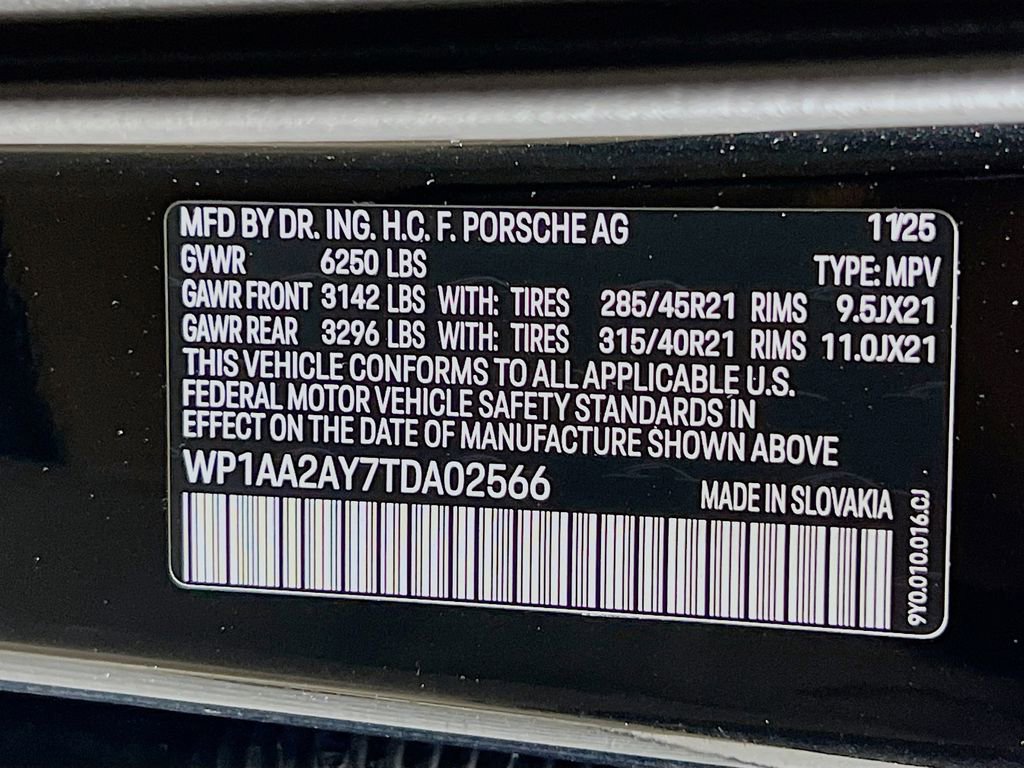 MFD BY DR. ING. H.C. F. PORSCHE AG 11/25
GVWR 6250 LBS TYPE: MPV
GAWR FRONT 3142 LBS WITH: TIRES 285/45R21 RIMS 9.5JX21
GAWR REAR 3296 LBS WITH: TIRES 315/40R21 RIMS 11.0JX21
THIS VEHICLE CONFORMS TO ALL APPLICABLE U.S.
FEDERAL MOTOR VEHICLE SAFETY STANDARDS IN
EFFECT ON THE DATE OF MANUFACTURE SHOWN ABOVE
WP1AA2AY7TDA02566
MADE IN SLOVAKIA
9Y0.010.016.CJ